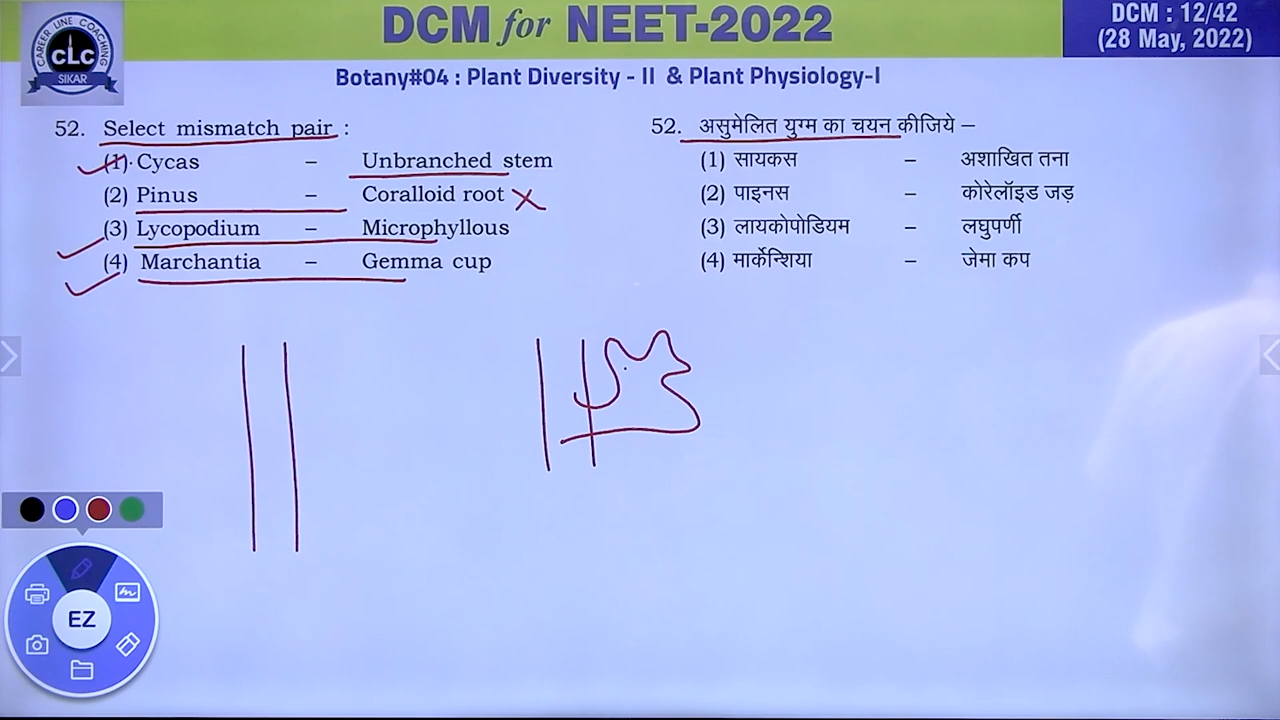 DCM for NEET-2022
DCM : 12/42
(28 May, 2022)
CAREER LINE COACHING
CLC
SIKAR
Botany#04 : Plant Diversity - II & Plant Physiology-I
52. Select mismatch pair :
(1) Cycas – Unbranched stem
(2) Pinus – Coralloid root
(3) Lycopodium – Microphyllous
(4) Marchantia – Gemma cup
52. असुमेलित युग्म का चयन कीजिये –
(1) सायकस – अशाखित तना
(2) पाइनस – कोरेलॉइड जड़
(3) लायकोपोडियम – लघुपर्णी
(4) मार्केन्शिया – जेमा कप
EZ